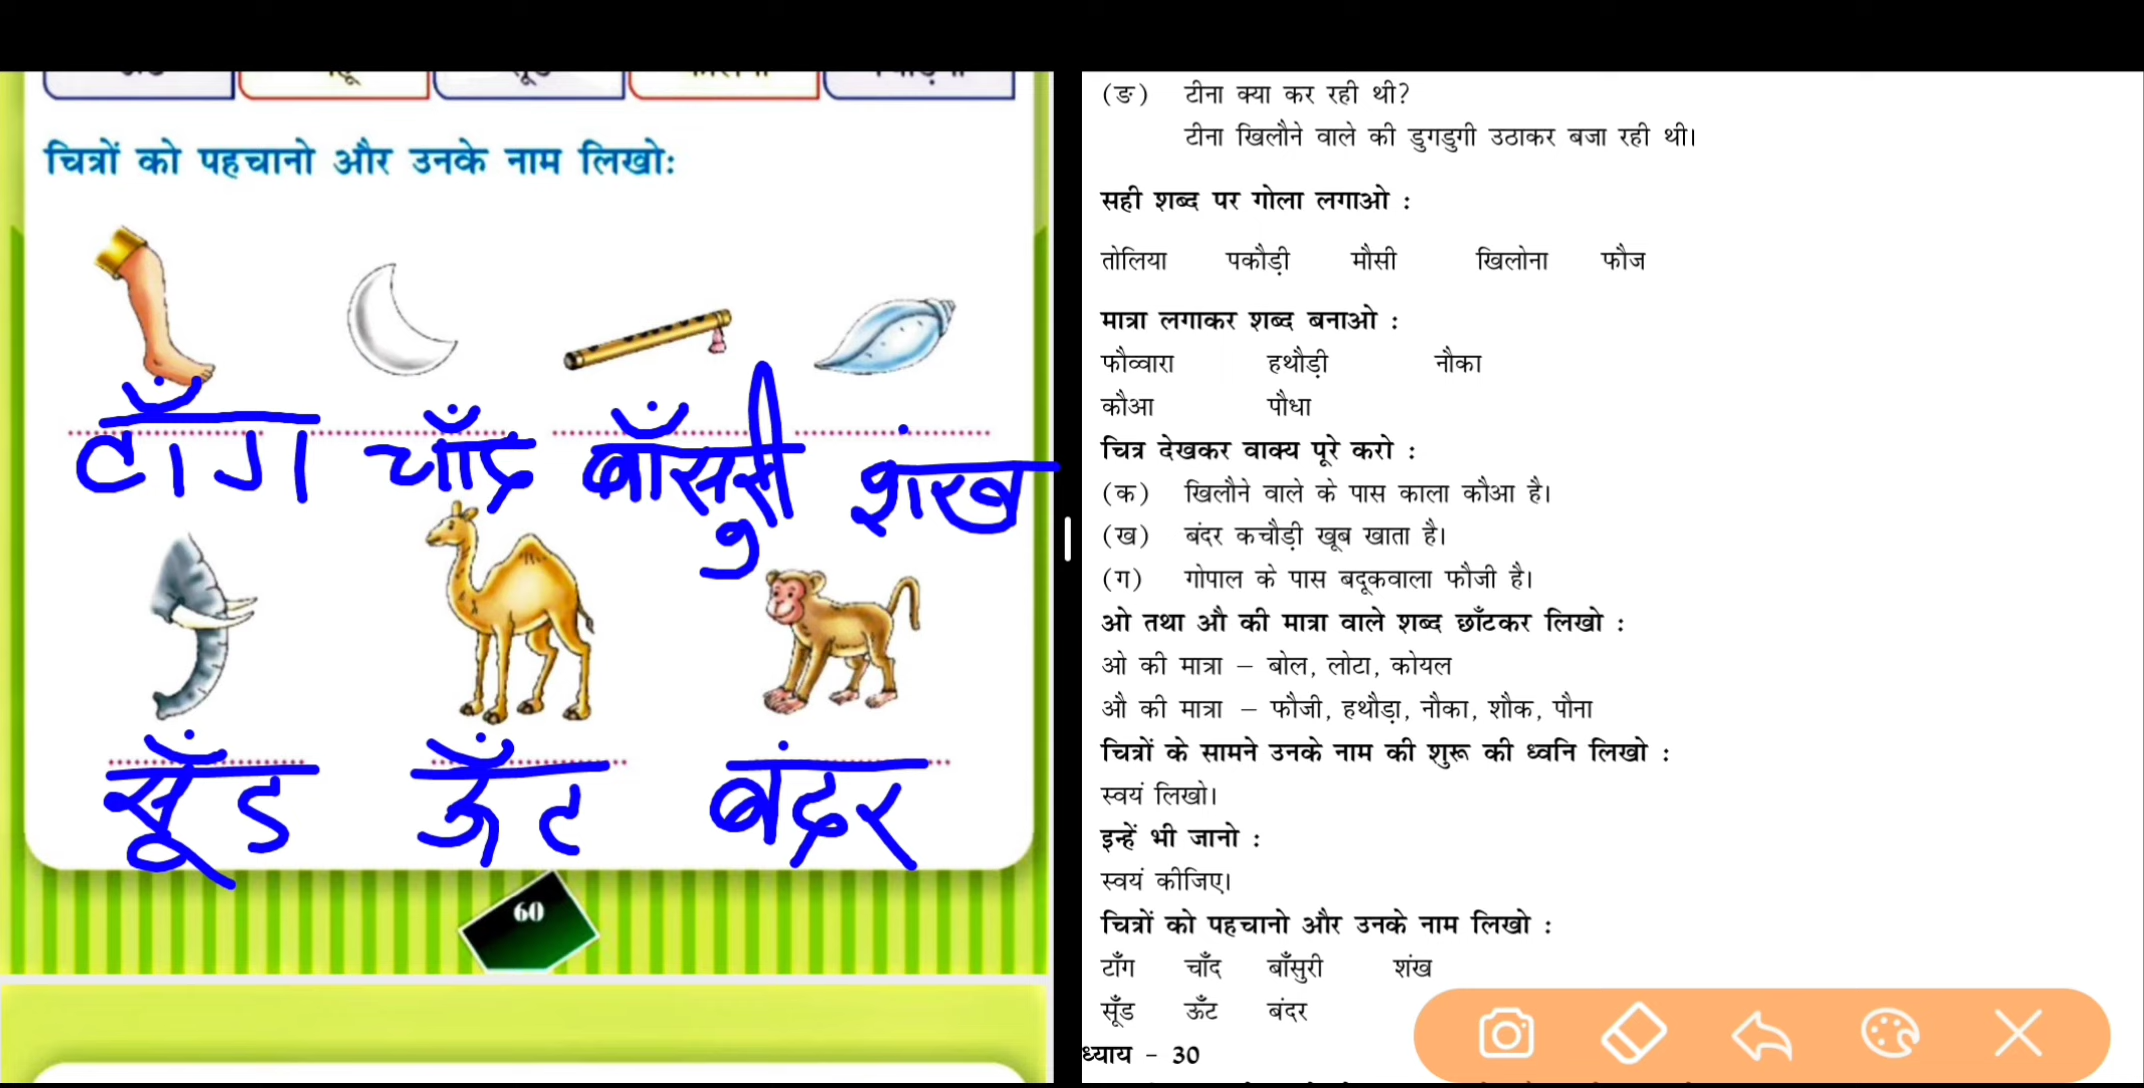 चित्रों को पहचानो और उनके नाम लिखोः
टाँग चाँद बाँसुरी शंख
सूँड ऊँट बंदर
60
(ङ) टीना क्या कर रही थी?
टीना खिलौने वाले की डुगडुगी उठाकर बजा रही थी।
सही शब्द पर गोला लगाओ :
तोलिया पकौड़ी मौसी खिलोना फौज
मात्रा लगाकर शब्द बनाओ :
फौव्वारा हथौड़ी नौका
कौआ पौधा
चित्र देखकर वाक्य पूरे करो :
(क) खिलौने वाले के पास काला कौआ है।
(ख) बंदर कचौड़ी खूब खाता है।
(ग) गोपाल के पास बदूकवाला फौजी है।
ओ तथा औ की मात्रा वाले शब्द छाँटकर लिखो :
ओ की मात्रा – बोल, लोटा, कोयल
औ की मात्रा – फौजी, हथौड़ा, नौका, शौक, पौना
चित्रों के सामने उनके नाम की शुरू की ध्वनि लिखो :
स्वयं लिखो।
इन्हें भी जानो :
स्वयं कीजिए।
चित्रों को पहचानो और उनके नाम लिखो :
टाँग चाँद बाँसुरी शंख
सूँड ऊँट बंदर
ध्याय - 30